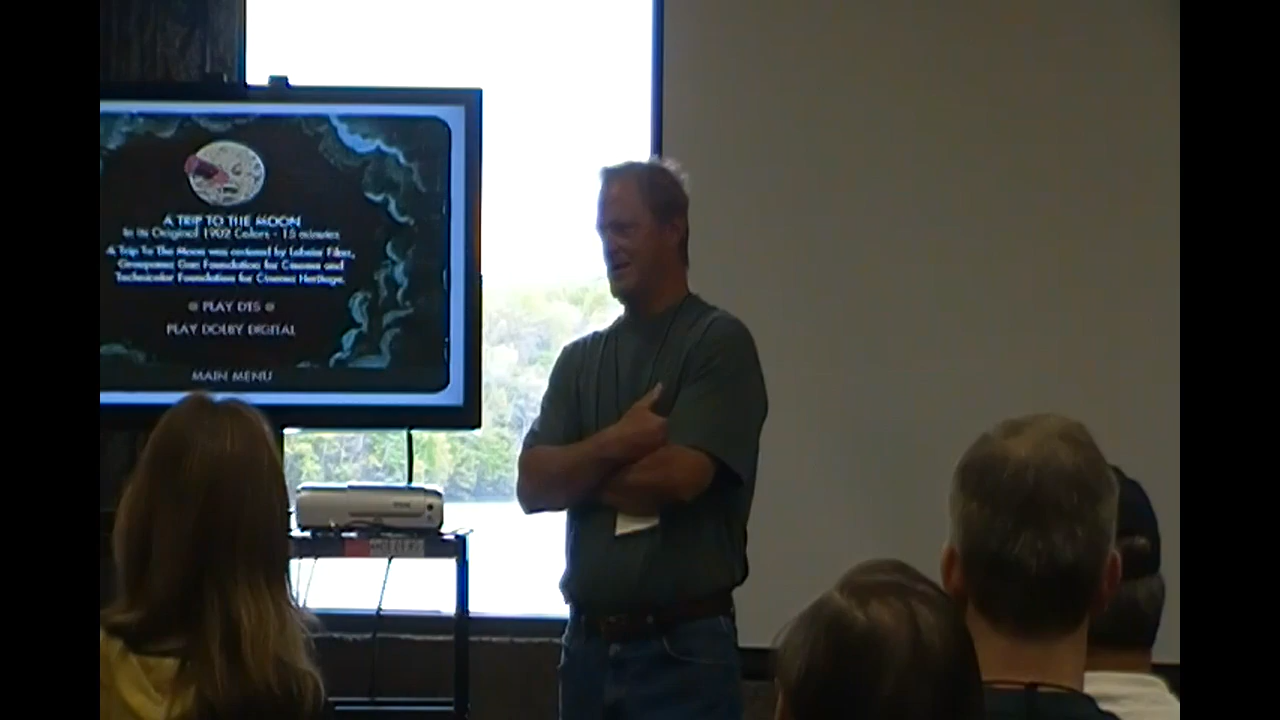 A TRIP TO THE MOON
In its Original 1902 Colors - 15 minutes
A Trip To The Moon was restored by Lobster Films,
Groupama Gan Foundation for Cinema and
Technicolor Foundation for Cinema Heritage.
PLAY DTS
PLAY DOLBY DIGITAL
MAIN MENU